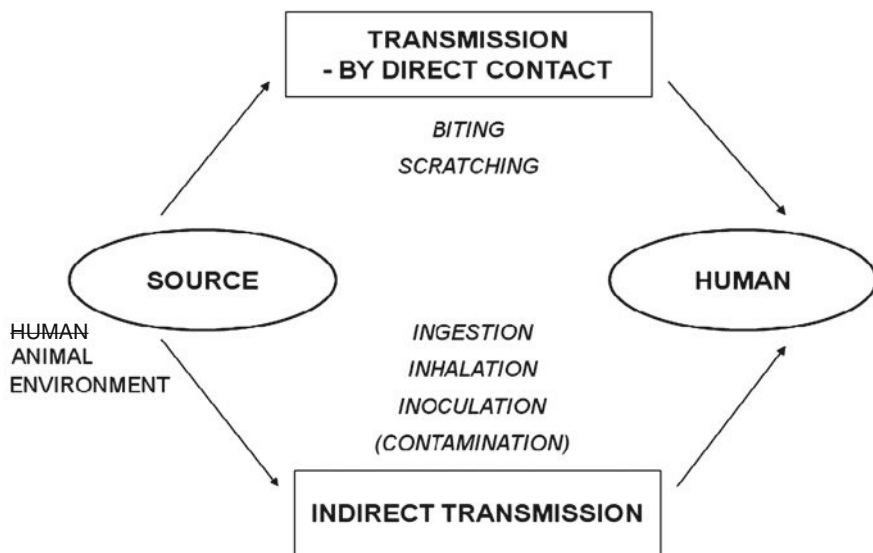 TRANSMISSION
- BY DIRECT CONTACT
BITING
SCRATCHING
SOURCE
HUMAN
HUMAN
ANIMAL
ENVIRONMENT
INGESTION
INHALATION
INOCULATION
(CONTAMINATION)
INDIRECT TRANSMISSION